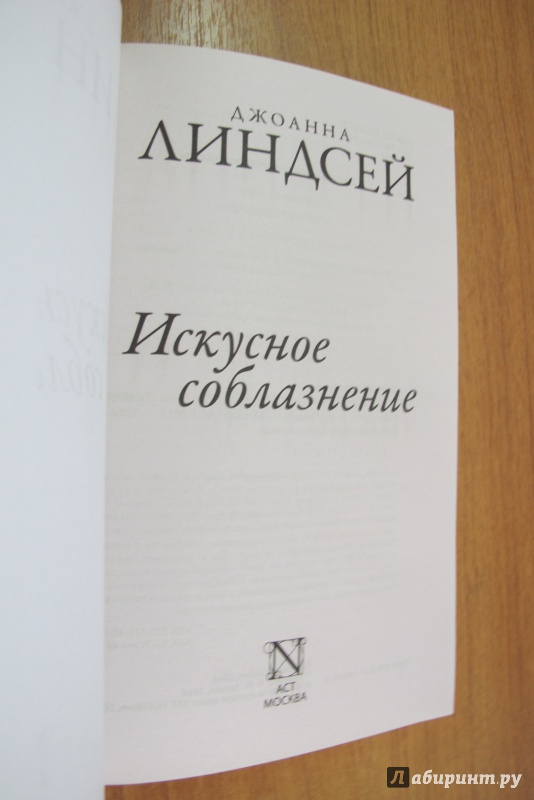 ДЖОАННА
ЛИНДСЕЙ
Искусное
соблазнение
N
АСТ
МОСКВА
Лабиринт.ру